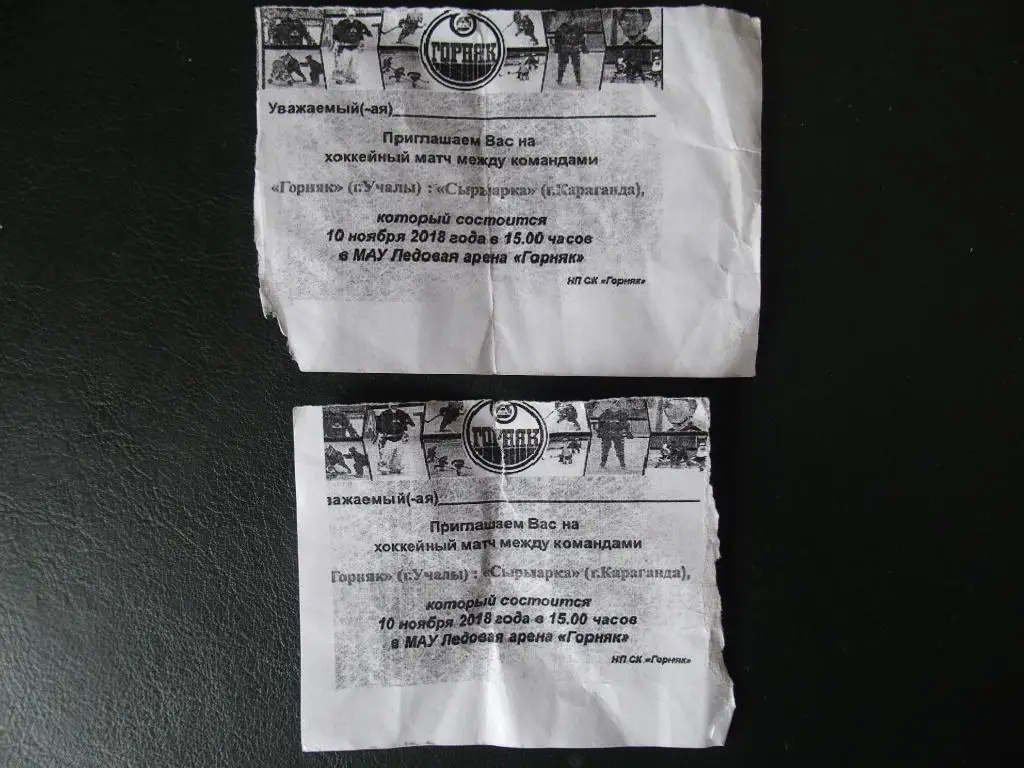 ГОРНЯК
Уважаемый(-ая)
Приглашаем Вас на
хоккейный матч между командами
«Горняк» (г.Учалы) : «Сырыарка» (г.Караганда),
который состоится
10 ноября 2018 года в 15.00 часов
в МАУ Ледовая арена «Горняк»
НП СК «Горняк»
ГОРНЯК
важаемый(-ая)
Приглашаем Вас на
хоккейный матч между командами
Горняк» (г.Учалы) : «Сырыарка» (г.Караганда),
который состоится
10 ноября 2018 года в 15.00 часов
в МАУ Ледовая арена «Горняк»
НП СК «Горняк»